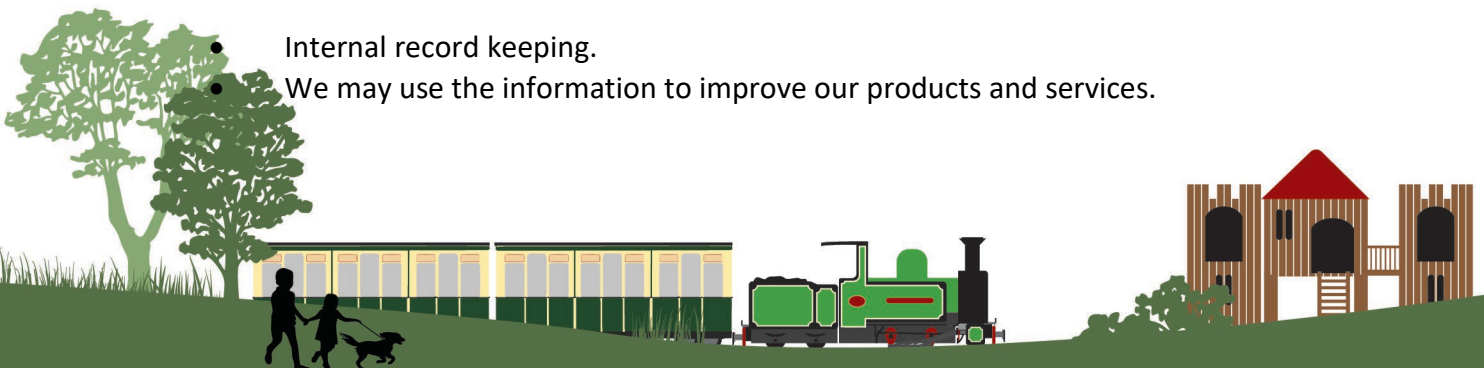 • Internal record keeping.
• We may use the information to improve our products and services.